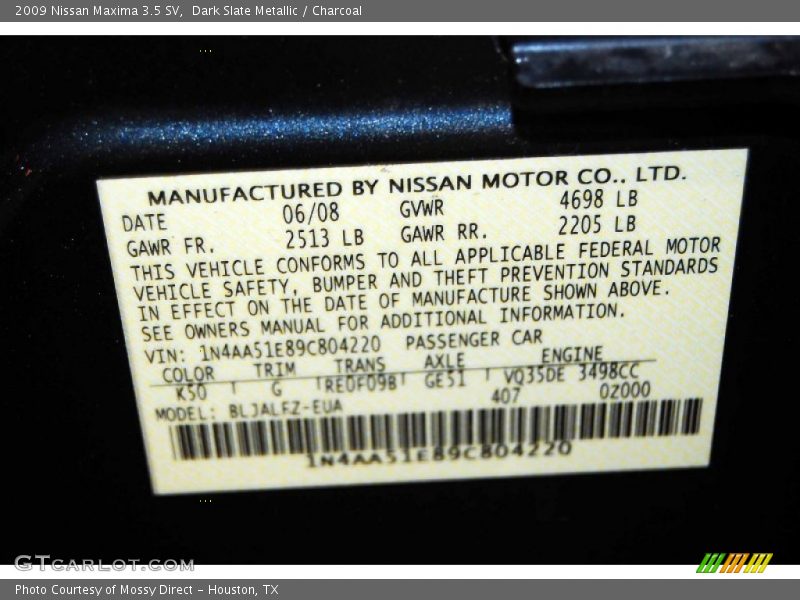 2009 Nissan Maxima 3.5 SV,  Dark Slate Metallic / Charcoal
MANUFACTURED BY NISSAN MOTOR CO., LTD.
DATE 06/08 GVWR 4698 LB
GAWR FR. 2513 LB GAWR RR. 2205 LB
THIS VEHICLE CONFORMS TO ALL APPLICABLE FEDERAL MOTOR
VEHICLE SAFETY, BUMPER AND THEFT PREVENTION STANDARDS
IN EFFECT ON THE DATE OF MANUFACTURE SHOWN ABOVE.
SEE OWNERS MANUAL FOR ADDITIONAL INFORMATION.
VIN: 1N4AA51E89C804220 PASSENGER CAR
COLOR TRIM TRANS AXLE ENGINE
K50 G RE0F09B GE51 VQ35DE 3498CC
MODEL: BLJALFZ-EUA 407 02000
1N4AA51E89C804220
GTCARLOT.COM
Photo Courtesy of Mossy Direct – Houston, TX